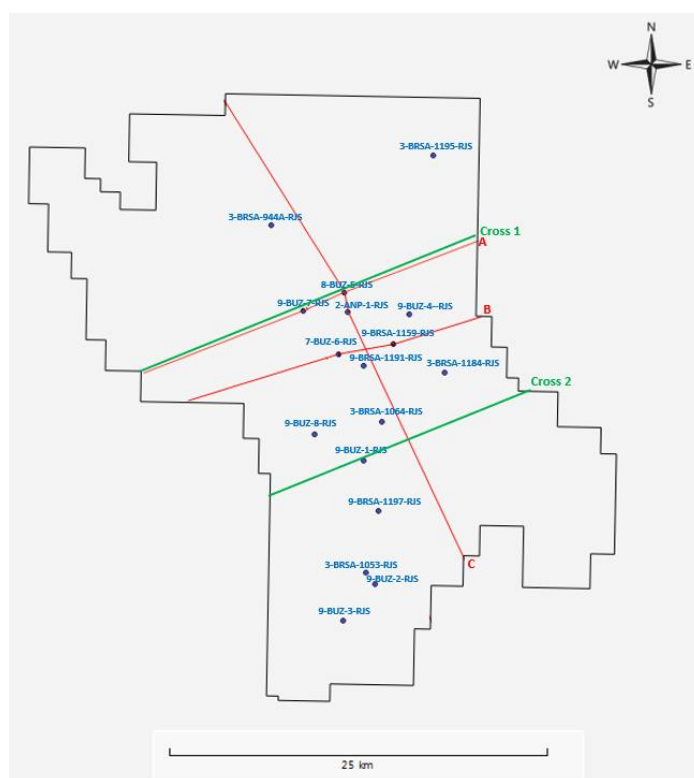 N
W E
S
3-BRSA-1195-RJS
3-BRSA-944A-RJS
Cross 1
A
8-BUZ-5-RJS
9-BUZ-7-RJS
2-ANP-1-RJS
9-BUZ-4--RJS
B
9-BRSA-1159-RJS
7-BUZ-6-RJS
9-BRSA-1191-RJS
3-BRSA-1184-RJS
Cross 2
3-BRSA-1064-RJS
9-BUZ-8-RJS
9-BUZ-1-RJS
9-BRSA-1197-RJS
3-BRSA-1053-RJS
C
9-BUZ-2-RJS
9-BUZ-3-RJS
25 km